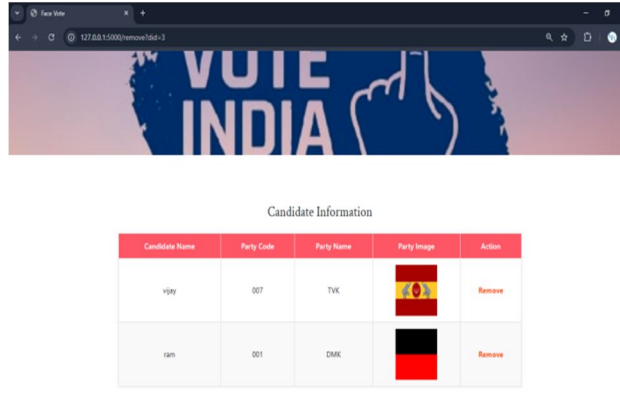 Face Vote
127.0.0.1:5000/remove?did=3
VOTE
INDIA
Candidate Information
Candidate Name Party Code Party Name Party Image Action
vijay 007 TVK Remove
ram 001 DMK Remove